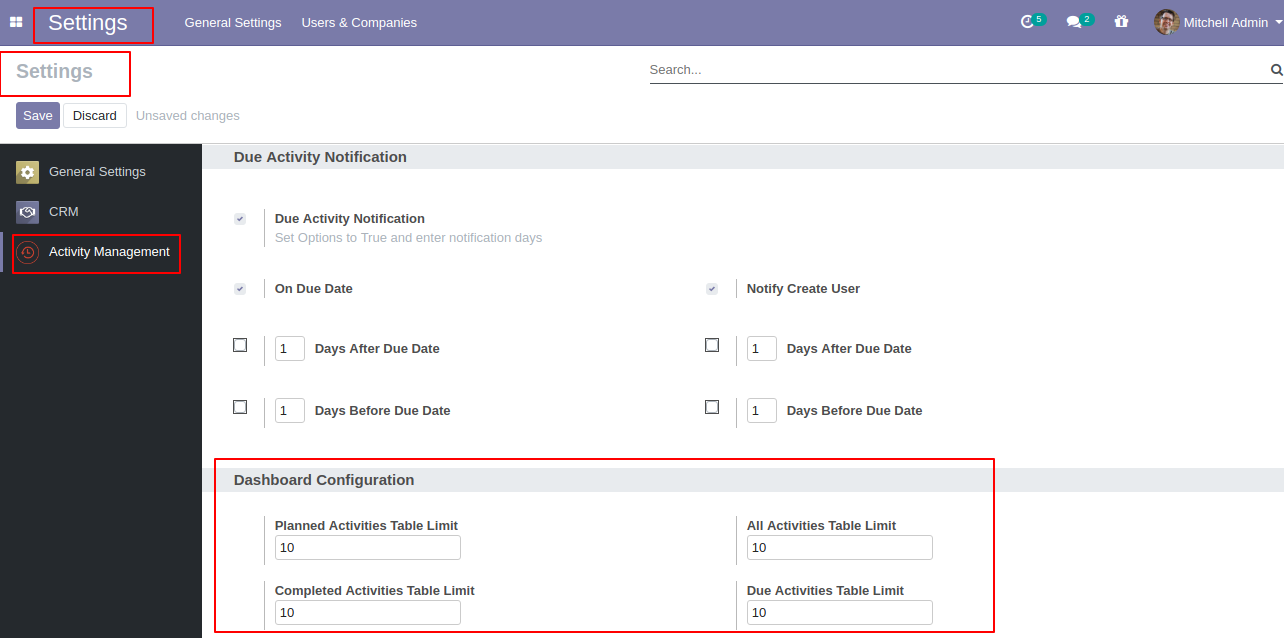 Settings General Settings Users & Companies 5 2 Mitchell Admin
Settings Search...
Save Discard Unsaved changes
General Settings
CRM
Activity Management
Due Activity Notification
Due Activity Notification
Set Options to True and enter notification days
On Due Date Notify Create User
1 Days After Due Date 1 Days After Due Date
1 Days Before Due Date 1 Days Before Due Date
Dashboard Configuration
Planned Activities Table Limit All Activities Table Limit
10 10
Completed Activities Table Limit Due Activities Table Limit
10 10